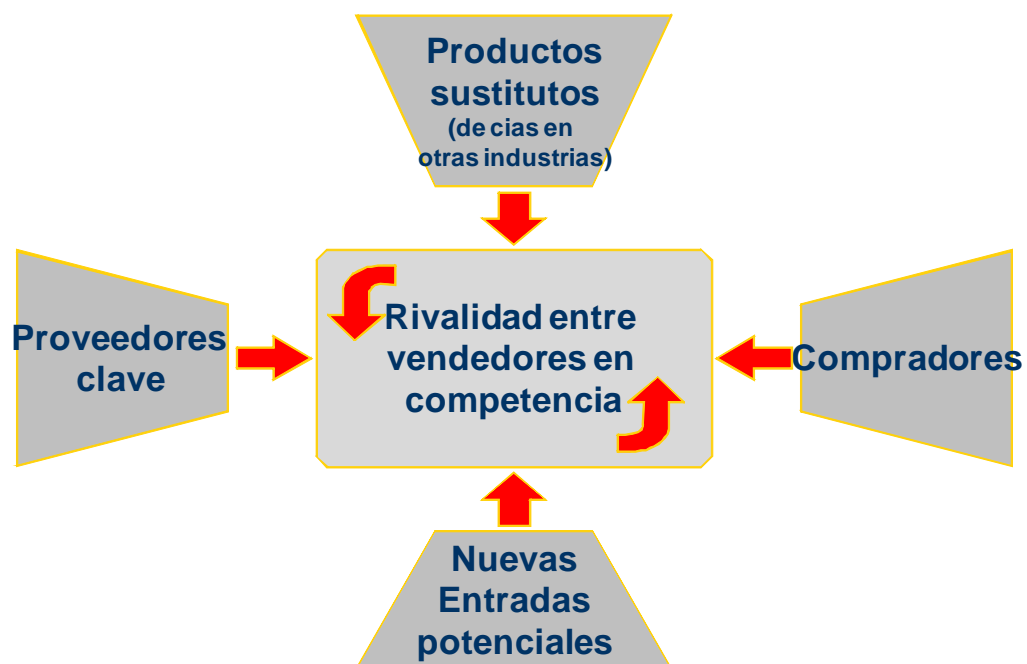 Productos
sustitutos
(de cias en
otras industrias)
Proveedores
clave
Rivalidad entre
vendedores en
competencia
Compradores
Nuevas
Entradas
potenciales